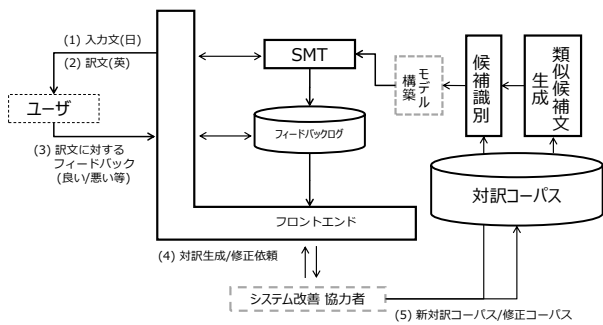 (1) 入力文(日)
(2) 訳文(英)
ユーザ
(3) 訳文に対する
フィードバック
(良い/悪い等)
SMT
フィードバックログ
フロントエンド
モデル
構築
候補識別
類似候補文
生成
対訳コーパス
(4) 対訳生成/修正依頼
システム改善 協力者
(5) 新対訳コーパス/修正コーパス